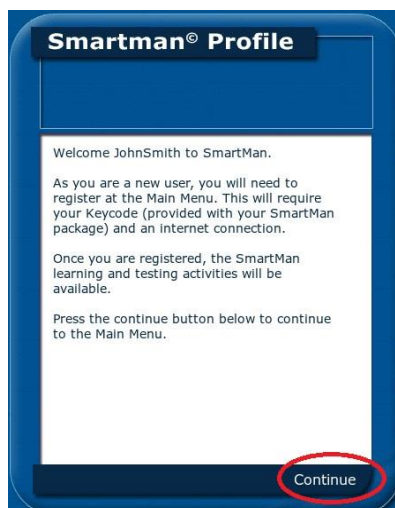 Smartman© Profile
Welcome JohnSmith to SmartMan.
As you are a new user, you will need to
register at the Main Menu. This will require
your Keycode (provided with your SmartMan
package) and an internet connection.
Once you are registered, the SmartMan
learning and testing activities will be
available.
Press the continue button below to continue
to the Main Menu.
Continue